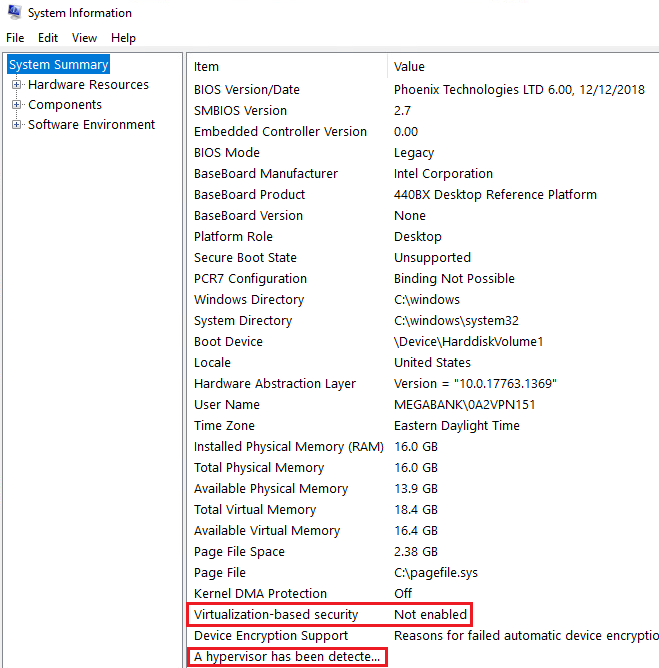 System Information
File Edit View Help
System Summary
Hardware Resources
Components
Software Environment
Item Value
BIOS Version/Date Phoenix Technologies LTD 6.00, 12/12/2018
SMBIOS Version 2.7
Embedded Controller Version 0.00
BIOS Mode Legacy
BaseBoard Manufacturer Intel Corporation
BaseBoard Product 440BX Desktop Reference Platform
BaseBoard Version None
Platform Role Desktop
Secure Boot State Unsupported
PCR7 Configuration Binding Not Possible
Windows Directory C:\windows
System Directory C:\windows\system32
Boot Device \Device\HarddiskVolume1
Locale United States
Hardware Abstraction Layer Version = "10.0.17763.1369"
User Name MEGABANK\0A2VPN151
Time Zone Eastern Daylight Time
Installed Physical Memory (RAM) 16.0 GB
Total Physical Memory 16.0 GB
Available Physical Memory 13.9 GB
Total Virtual Memory 18.4 GB
Available Virtual Memory 16.4 GB
Page File Space 2.38 GB
Page File C:\pagefile.sys
Kernel DMA Protection Off
Virtualization-based security Not enabled
Device Encryption Support Reasons for failed automatic device encryptio
A hypervisor has been detecte...